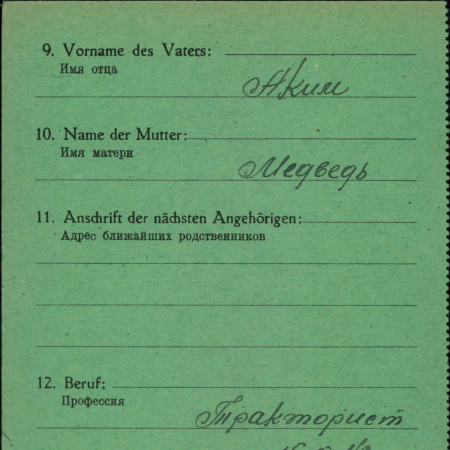 9. Vorname des Vaters:
Имя отца
Аким
10. Name der Mutter:
Имя матери
Медведь
11. Anschrift der nächsten Angehörigen:
Адрес ближайших родственников
12. Beruf:
Профессия
Тракторист